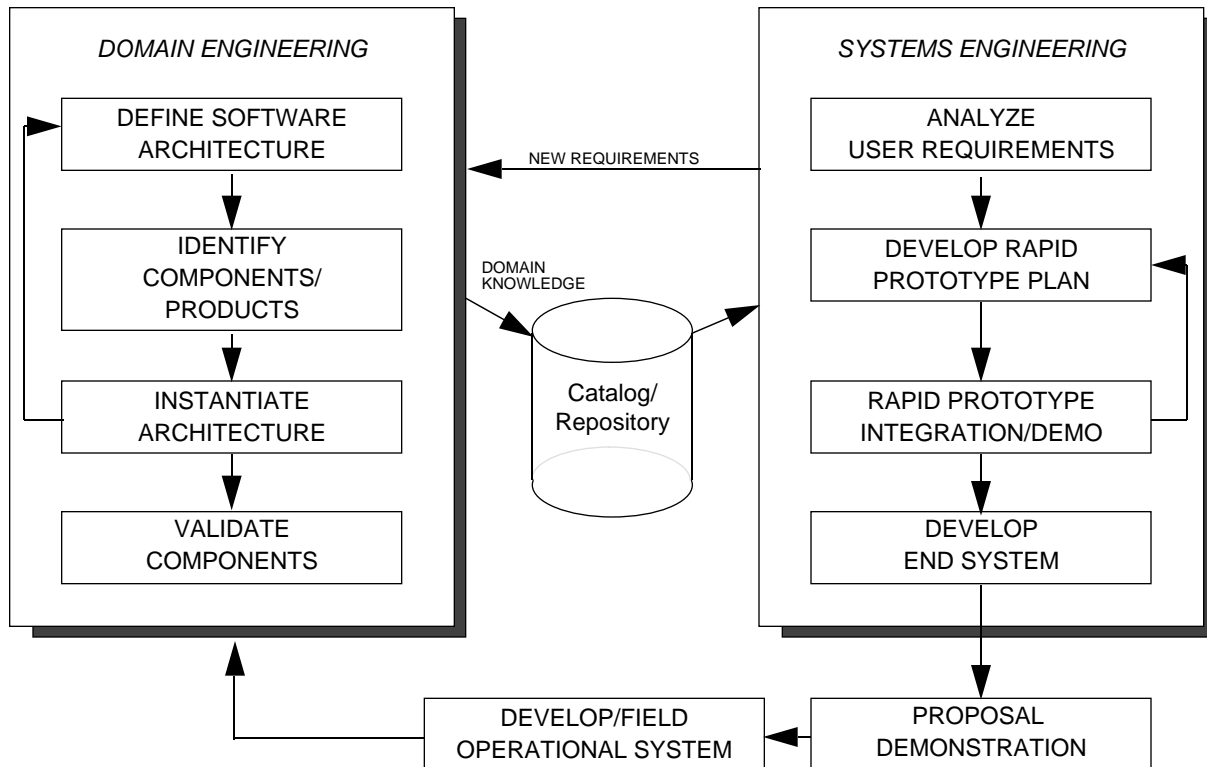 DOMAIN ENGINEERING
DEFINE SOFTWARE
ARCHITECTURE
IDENTIFY
COMPONENTS/
PRODUCTS
INSTANTIATE
ARCHITECTURE
VALIDATE
COMPONENTS
NEW REQUIREMENTS
DOMAIN
KNOWLEDGE
Catalog/
Repository
SYSTEMS ENGINEERING
ANALYZE
USER REQUIREMENTS
DEVELOP RAPID
PROTOTYPE PLAN
RAPID PROTOTYPE
INTEGRATION/DEMO
DEVELOP
END SYSTEM
PROPOSAL
DEMONSTRATION
DEVELOP/FIELD
OPERATIONAL SYSTEM